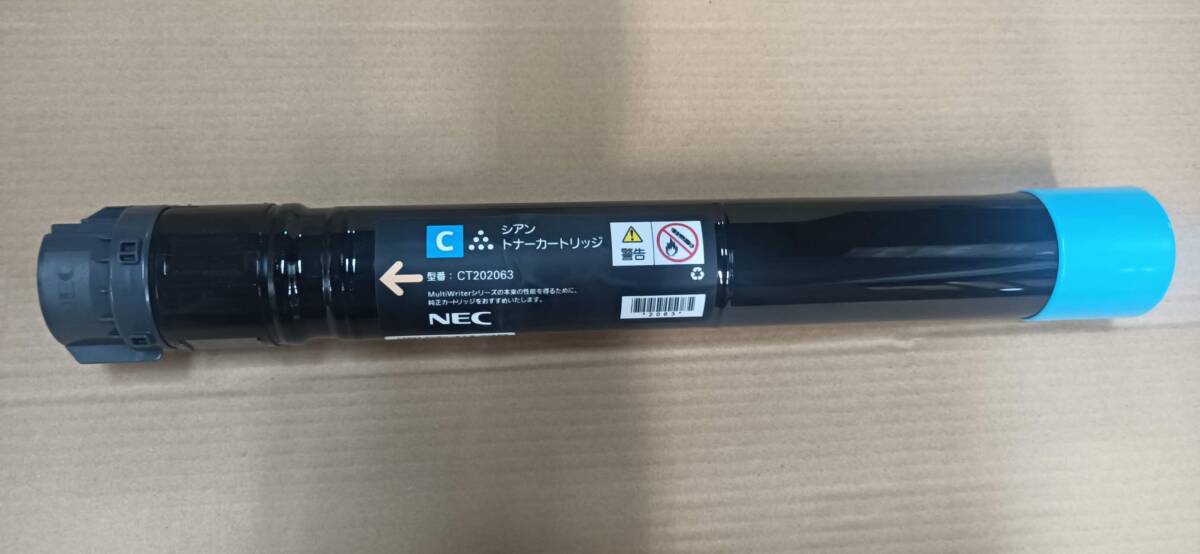 C シアン
トナーカートリッジ
警告
型番：CT202063
MultiWriterシリーズの本来の性能を得るために、
純正カートリッジをおすすめいたします。
NEC
*2063*
NEC